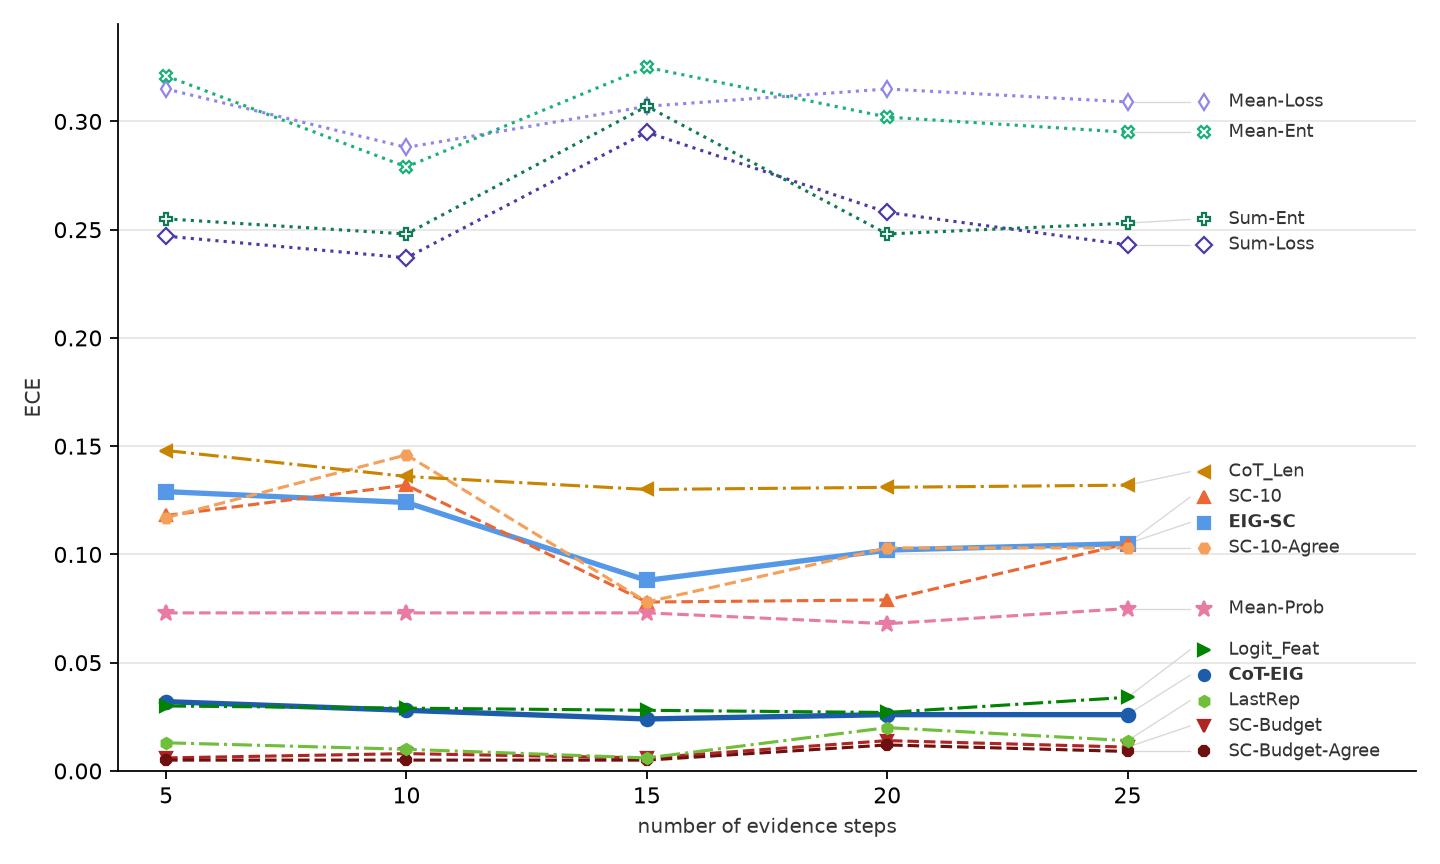 0.30
0.25
0.20
0.15
0.10
0.05
0.00
ECE
5
10
15
20
25
number of evidence steps
Mean-Loss
Mean-Ent
Sum-Ent
Sum-Loss
CoT_Len
SC-10
EIG-SC
SC-10-Agree
Mean-Prob
Logit_Feat
CoT-EIG
LastRep
SC-Budget
SC-Budget-Agree